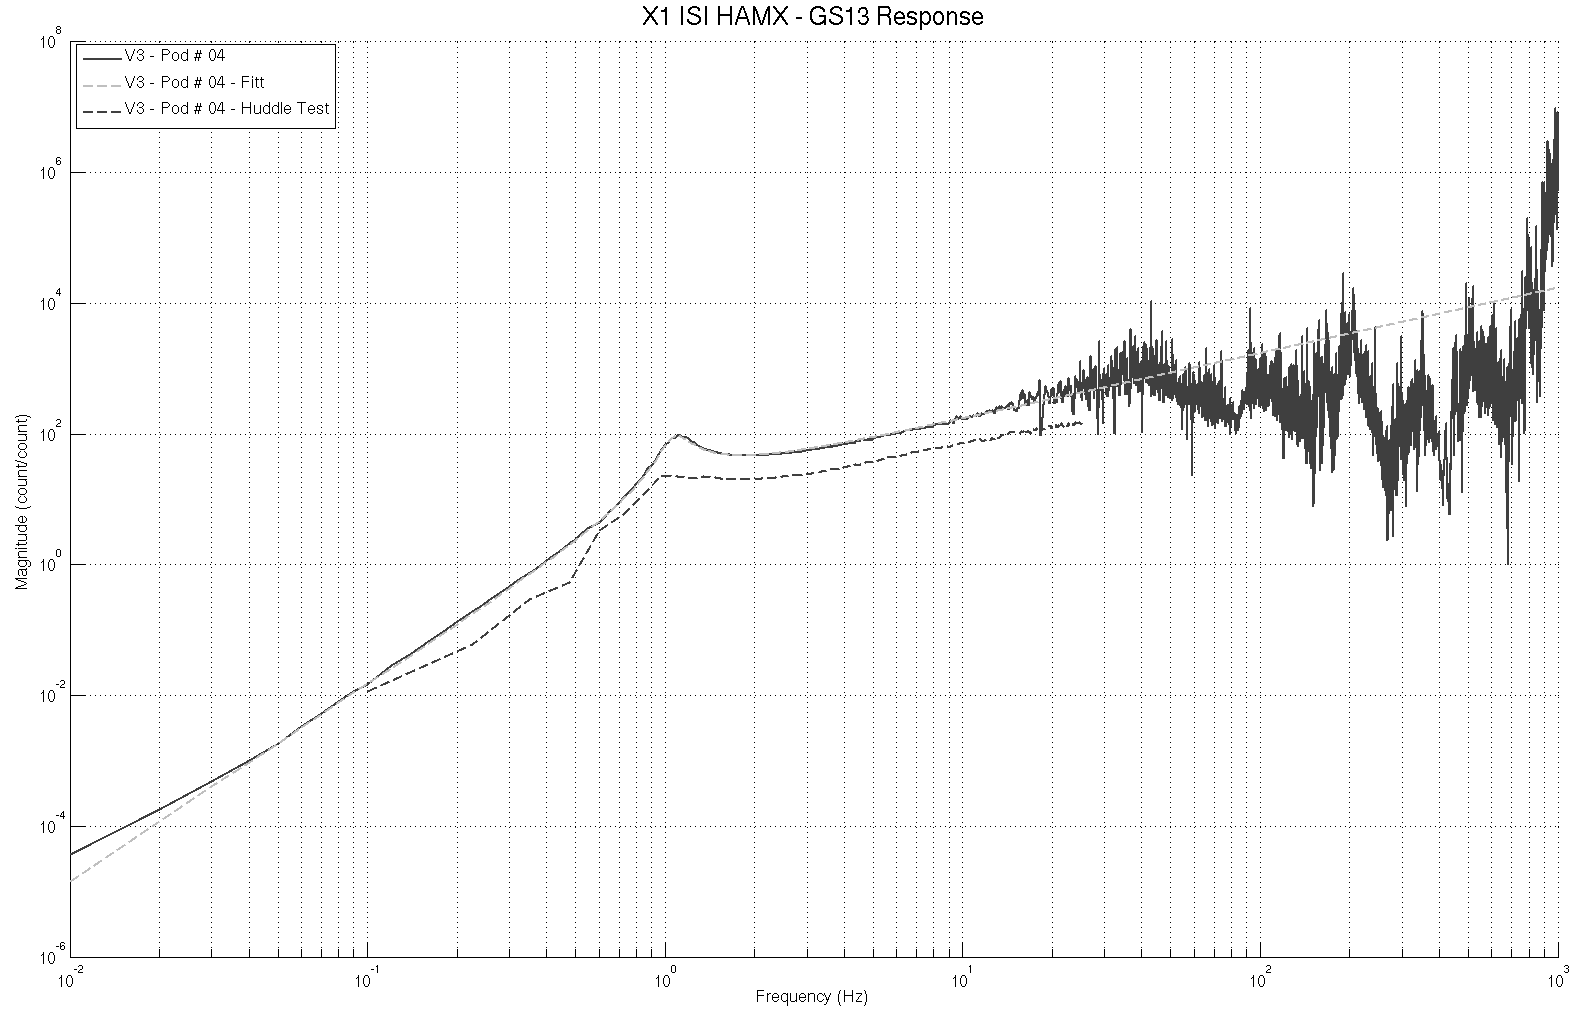 X1 ISI HAMX - GS13 Response
V3 - Pod # 04
V3 - Pod # 04 - Fitt
V3 - Pod # 04 - Huddle Test
Magnitude (count/count)
10^8
10^6
10^4
10^2
10^0
10^-2
10^-4
10^-6
10^-2 10^-1 10^0 10^1 10^2 10^3
Frequency (Hz)